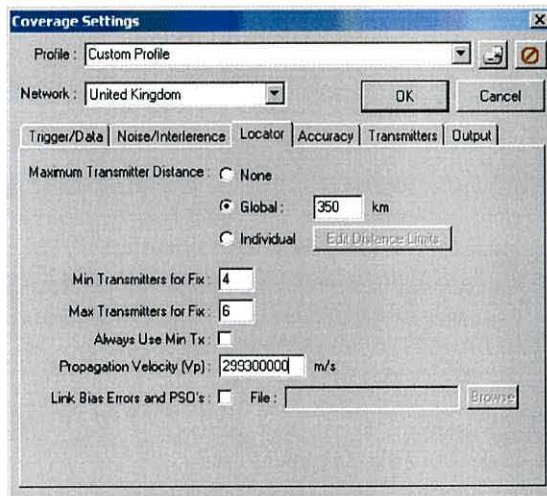 Coverage Settings
Profile : Custom Profile
Network : United Kingdom OK Cancel
Trigger/Data Noise/Interference Locator Accuracy Transmitters Output
Maximum Transmitter Distance : None
Global : 350 km
Individual Edit Distance Limits
Min Transmitters for Fix : 4
Max Transmitters for Fix : 6
Always Use Min Tx :
Propagation Velocity (Vp) : 299300000 m/s
Link Bias Errors and PSO's : File : Browse